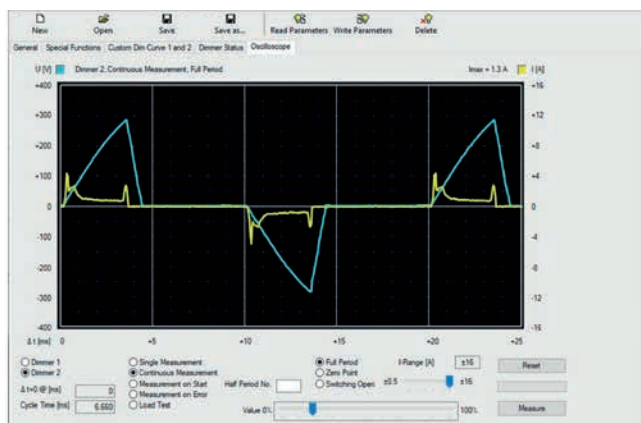 New Open Save Save as... Read Parameters Write Parameters Delete
General Special Functions Custom Dim Curve 1 and 2 Dimmer Status Oscilloscope
U [V] Dimmer 2, Continuous Measurement, Full Period Imax = 1.3 A I [A]
+400 +16
+300 +12
+200 +8
+100 +4
0 0
-100 -4
-200 -8
-300 -12
-400 -16
Δ t [ms] 0 +5 +10 +15 +20 +25
Dimmer 1 Single Measurement Full Period I-Range [A] ±16 Reset
Dimmer 2 Continuous Measurement Zero Point
Δ t=0 @ [ms] 0 Measurement on Start Half Period No. Switching Open ±0.5 ±16
Measurement on Error
Cycle Time [ms] 6.660 Load Test Value 0% 100% Measure